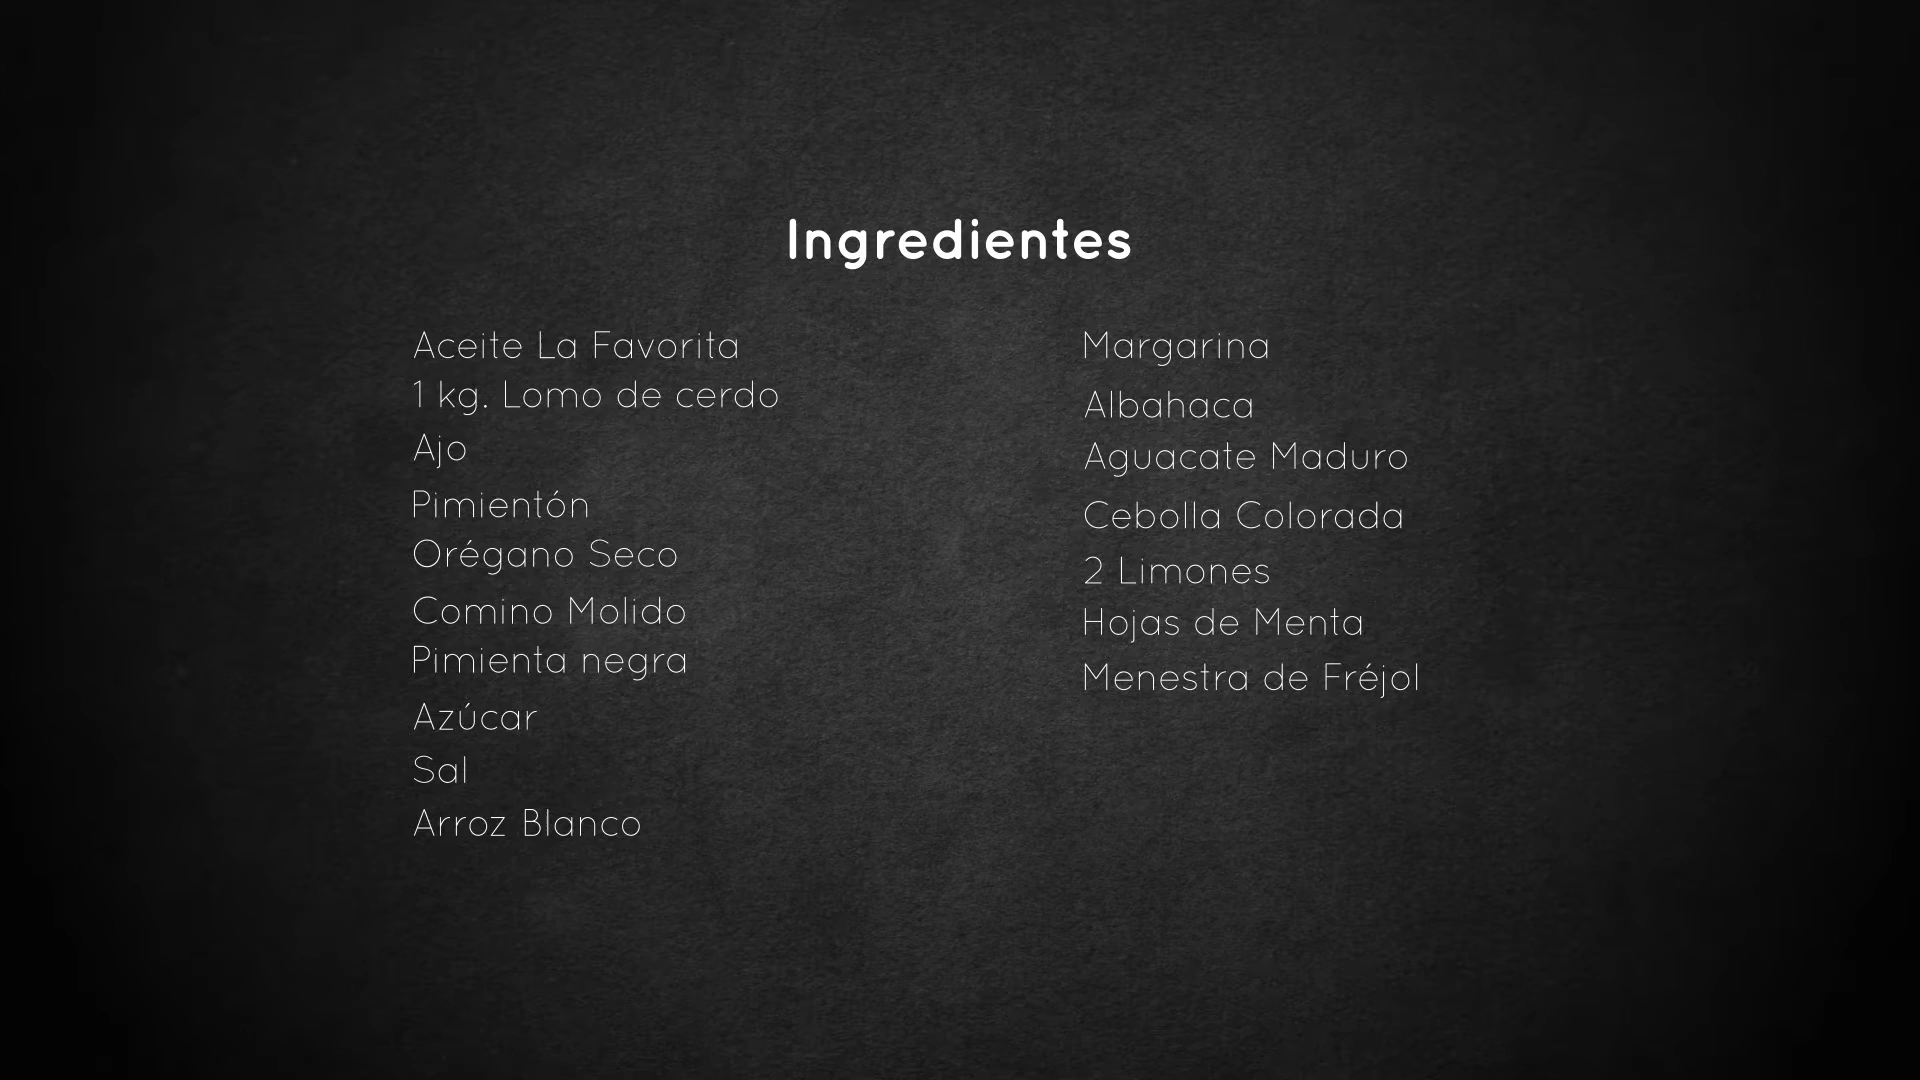 Ingredientes
Aceite La Favorita
1 kg. Lomo de cerdo
Ajo
Pimientón
Orégano Seco
Comino Molido
Pimienta negra
Azúcar
Sal
Arroz Blanco
Margarina
Albahaca
Aguacate Maduro
Cebolla Colorada
2 Limones
Hojas de Menta
Menestra de Fréjol